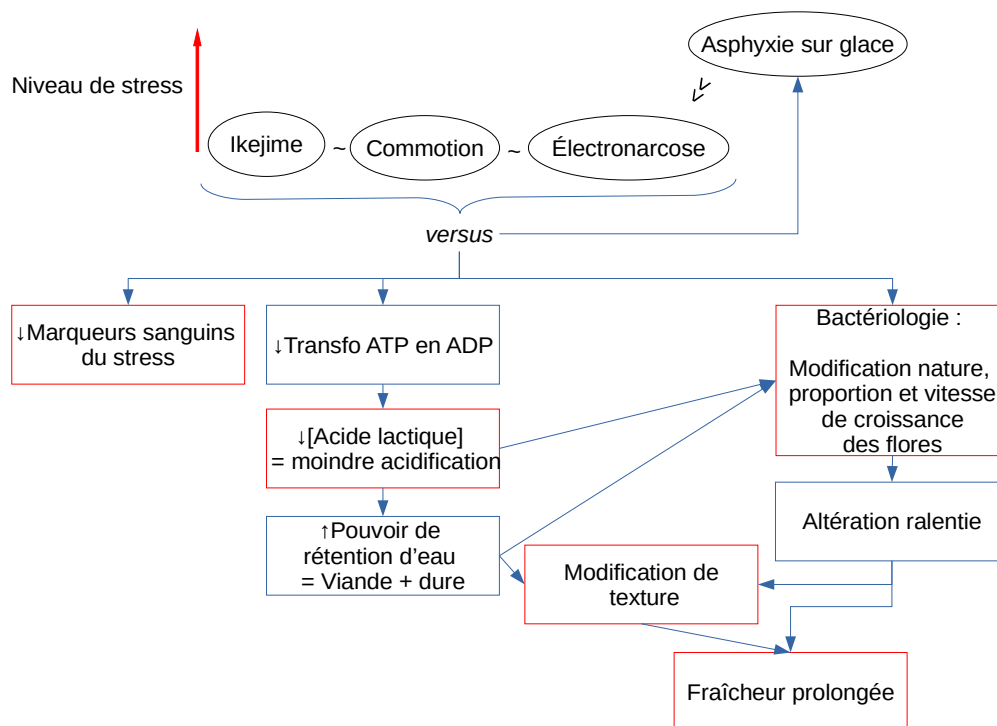 Asphyxie sur glace
Niveau de stress
<<
Ikejime ~ Commotion ~ Électronarcose
versus
↓Marqueurs sanguins
du stress
↓Transfo ATP en ADP
Bactériologie :
Modification nature,
proportion et vitesse
de croissance
des flores
↓[Acide lactique]
= moindre acidification
↑Pouvoir de
rétention d'eau
= Viande + dure
Altération ralentie
Modification de
texture
Fraîcheur prolongée